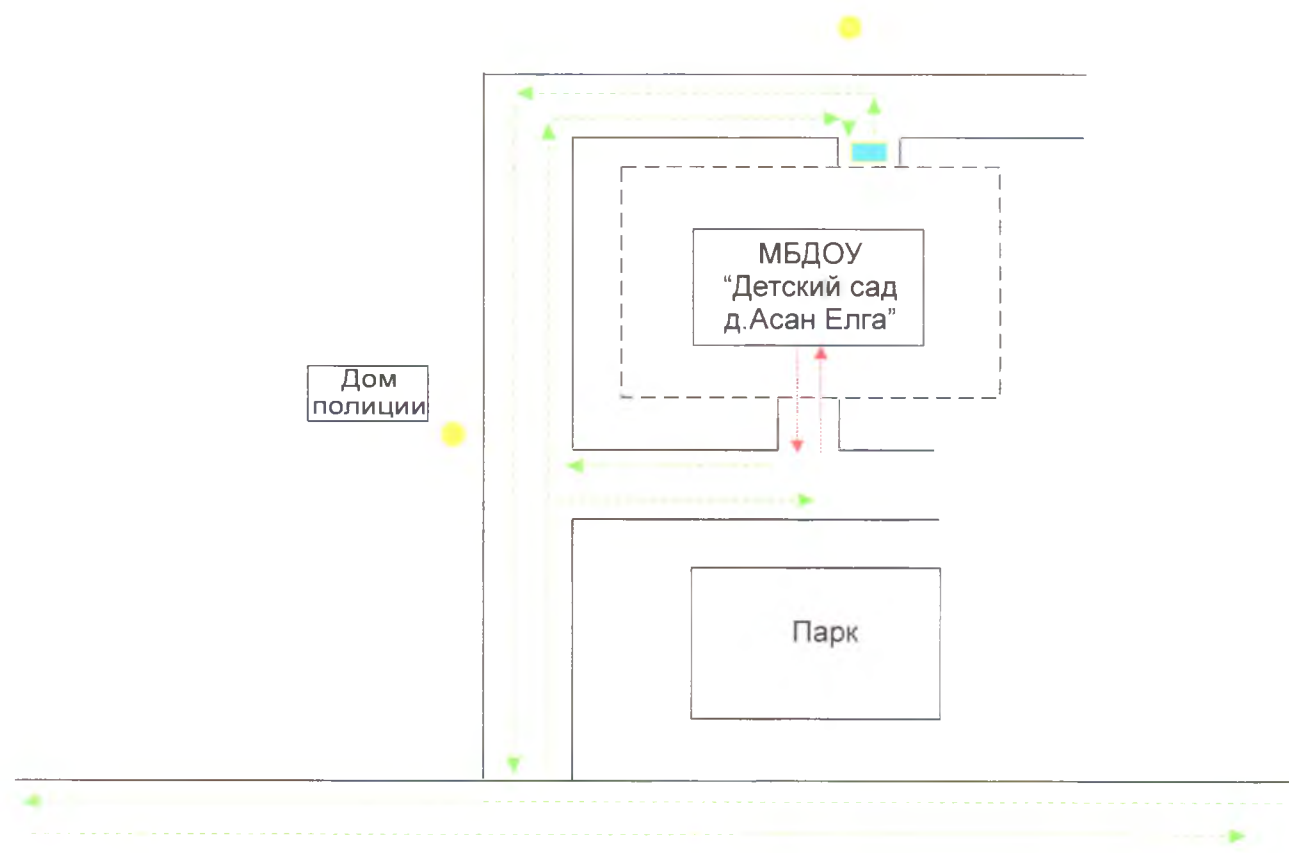 МБДОУ
“Детский сад
д.Асан Елга”
Дом
полиции
Парк